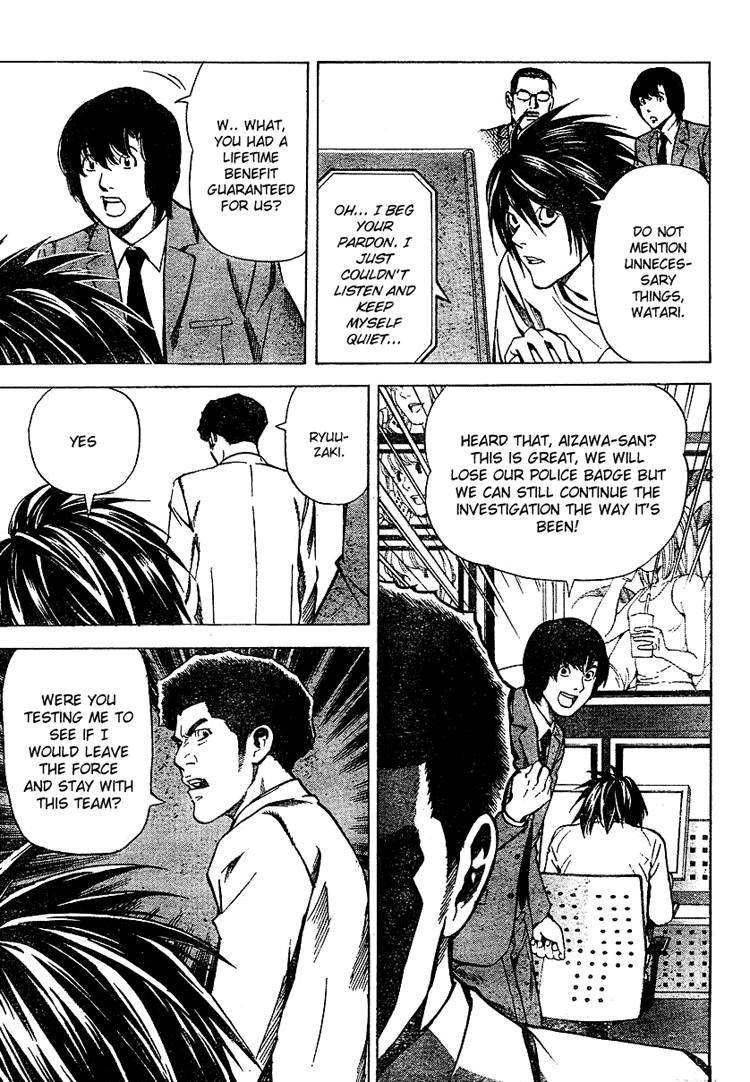 DO NOT
MENTION
UNNECES-
SARY
THINGS,
WATARI.
OH... I BEG
YOUR
PARDON. I
JUST
COULDN'T
LISTEN AND
KEEP
MYSELF
QUIET...
W.. WHAT,
YOU HAD A
LIFETIME
BENEFIT
GUARANTEED
FOR US?
HEARD THAT, AIZAWA-SAN?
THIS IS GREAT, WE WILL
LOSE OUR POLICE BADGE BUT
WE CAN STILL CONTINUE THE
INVESTIGATION THE WAY IT'S
BEEN!
RYUU-
ZAKI.
YES
WERE YOU
TESTING ME TO
SEE IF I
WOULD LEAVE
THE FORCE
AND STAY WITH
THIS TEAM?